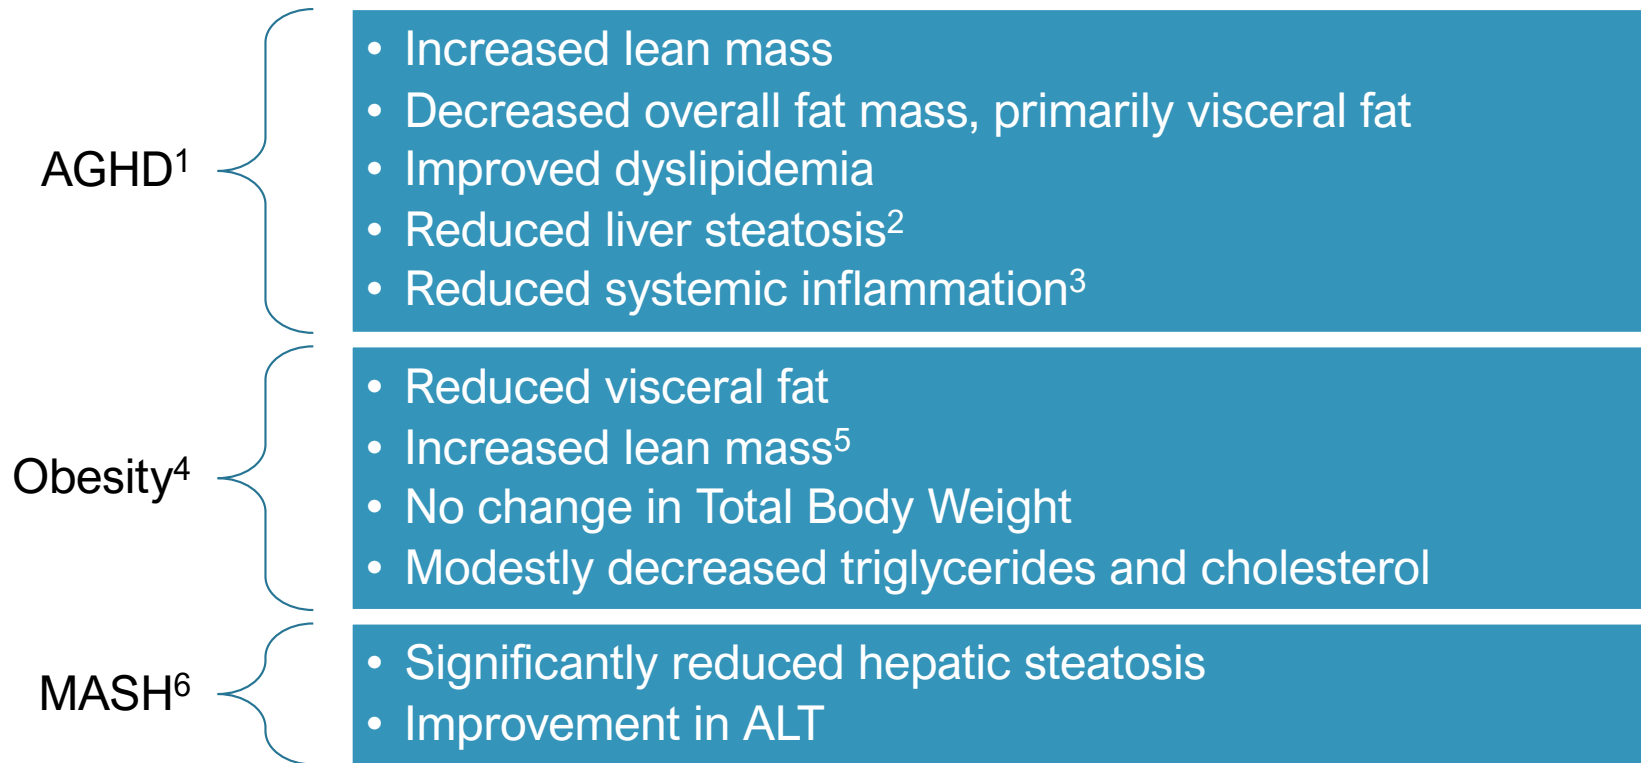 AGHD¹
• Increased lean mass
• Decreased overall fat mass, primarily visceral fat
• Improved dyslipidemia
• Reduced liver steatosis²
• Reduced systemic inflammation³
Obesity⁴
• Reduced visceral fat
• Increased lean mass⁵
• No change in Total Body Weight
• Modestly decreased triglycerides and cholesterol
MASH⁶
• Significantly reduced hepatic steatosis
• Improvement in ALT